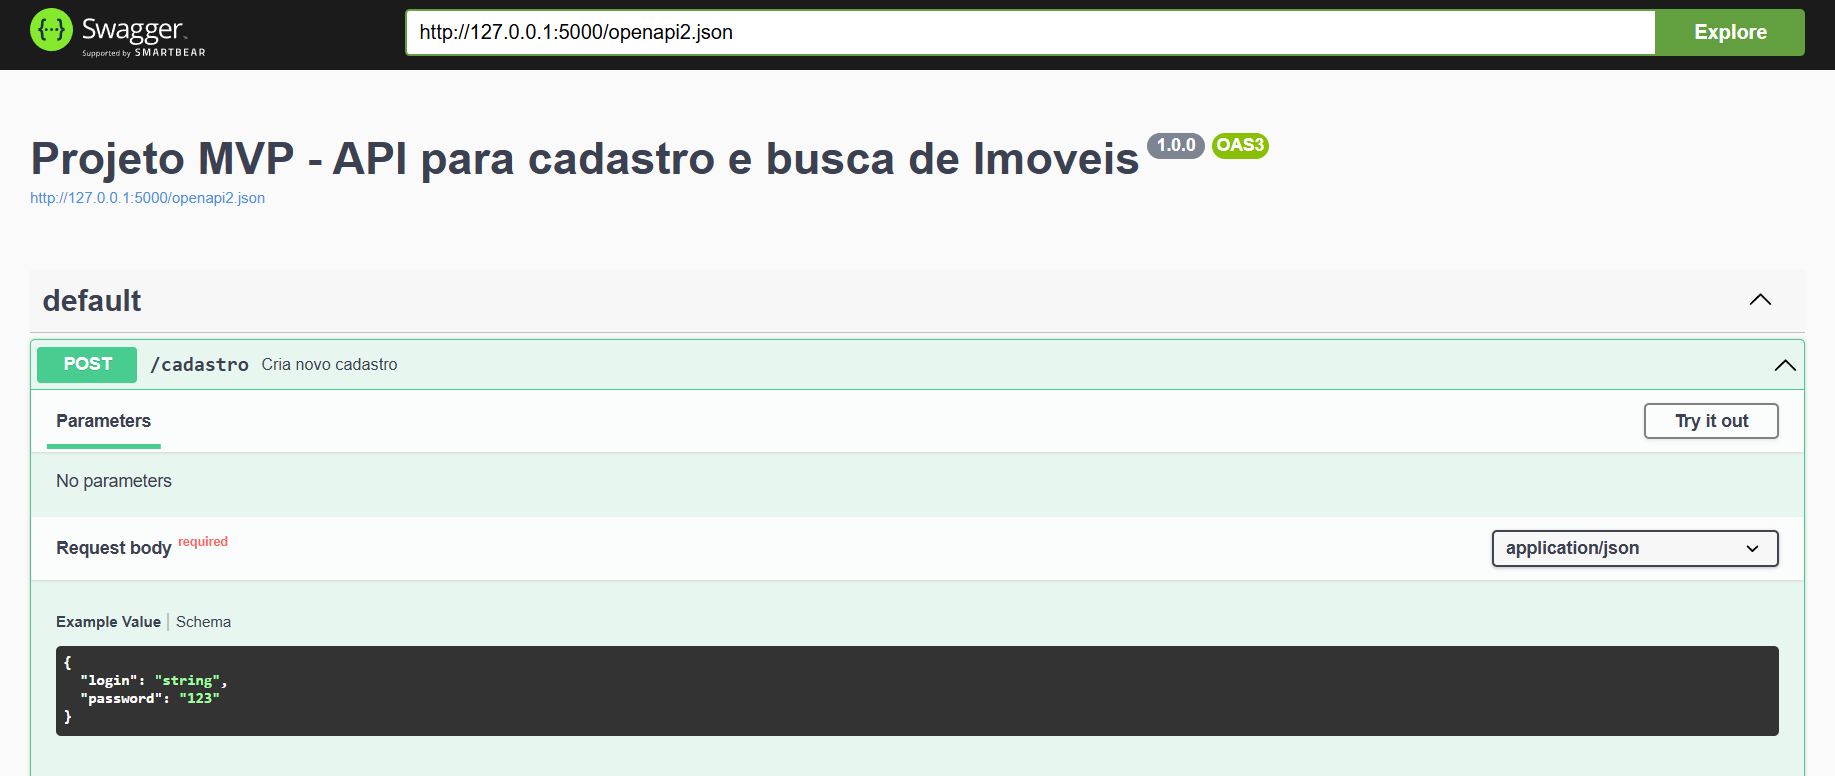 Swagger
Supported by SMARTBEAR
http://127.0.0.1:5000/openapi2.json
Explore
Projeto MVP - API para cadastro e busca de Imoveis 1.0.0 OAS3
http://127.0.0.1:5000/openapi2.json
default
POST /cadastro Cria novo cadastro
Parameters
Try it out
No parameters
Request body required
application/json
Example Value | Schema
{
  "login": "string",
  "password": "123"
}